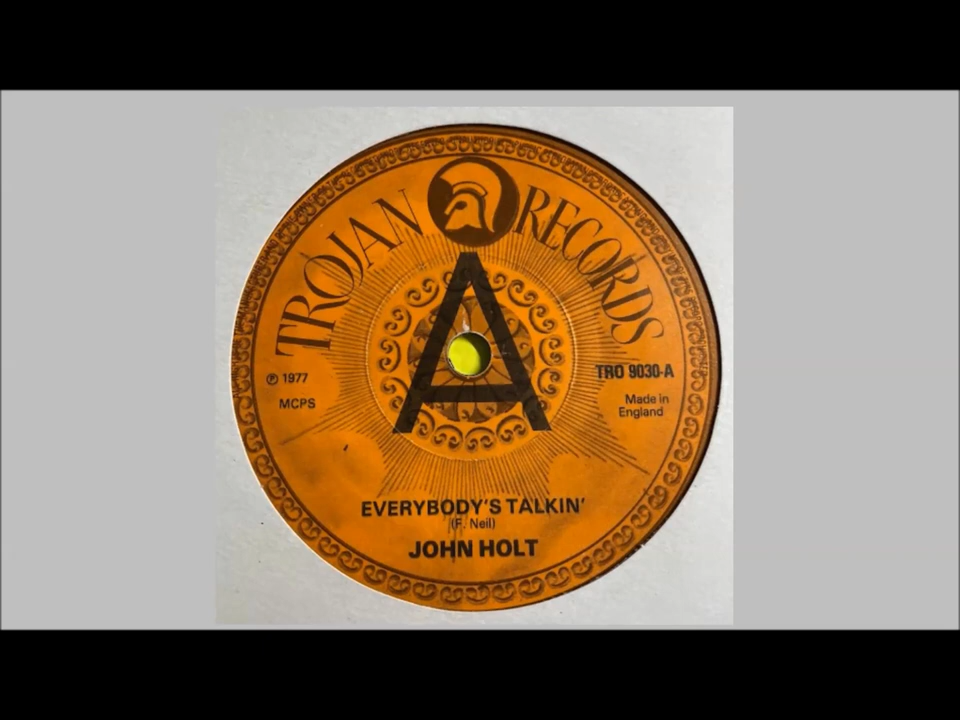 TROJAN RECORDS
A
℗ 1977
MCPS
TRO 9030-A
Made in
England
EVERYBODY'S TALKIN'
(F. Neil)
JOHN HOLT